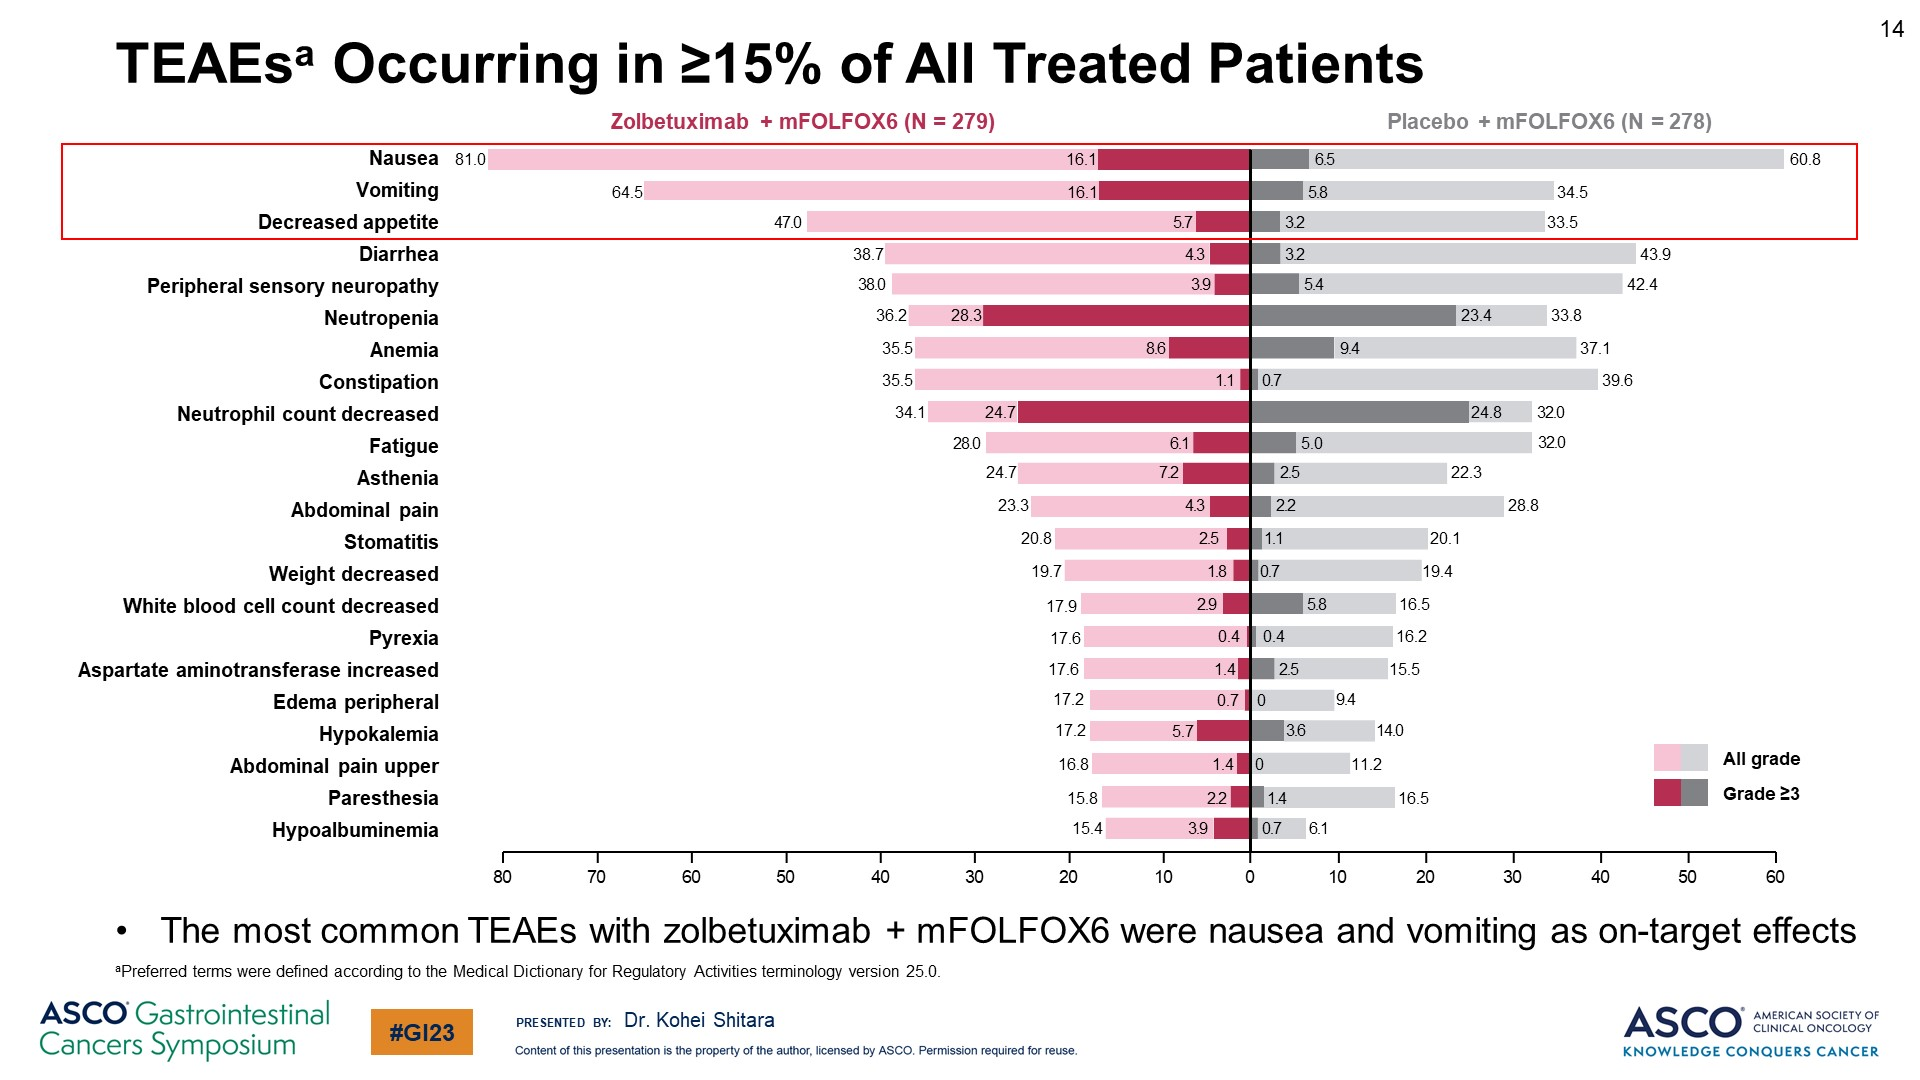 14
TEAEsᵃ Occurring in ≥15% of All Treated Patients
Zolbetuximab + mFOLFOX6 (N = 279) Placebo + mFOLFOX6 (N = 278)
Nausea 81.0 16.1 6.5 60.8
Vomiting 64.5 16.1 5.8 34.5
Decreased appetite 47.0 5.7 3.2 33.5
Diarrhea 38.7 4.3 3.2 43.9
Peripheral sensory neuropathy 38.0 3.9 5.4 42.4
Neutropenia 36.2 28.3 23.4 33.8
Anemia 35.5 8.6 9.4 37.1
Constipation 35.5 1.1 0.7 39.6
Neutrophil count decreased 34.1 24.7 24.8 32.0
Fatigue 28.0 6.1 5.0 32.0
Asthenia 24.7 7.2 2.5 22.3
Abdominal pain 23.3 4.3 2.2 28.8
Stomatitis 20.8 2.5 1.1 20.1
Weight decreased 19.7 1.8 0.7 19.4
White blood cell count decreased 17.9 2.9 5.8 16.5
Pyrexia 17.6 0.4 0.4 16.2
Aspartate aminotransferase increased 17.6 1.4 2.5 15.5
Edema peripheral 17.2 0.7 0 9.4
Hypokalemia 17.2 5.7 3.6 14.0
Abdominal pain upper 16.8 1.4 0 11.2
Paresthesia 15.8 2.2 1.4 16.5
Hypoalbuminemia 15.4 3.9 0.7 6.1
All grade
Grade ≥3
80 70 60 50 40 30 20 10 0 10 20 30 40 50 60
• The most common TEAEs with zolbetuximab + mFOLFOX6 were nausea and vomiting as on-target effects
ᵃPreferred terms were defined according to the Medical Dictionary for Regulatory Activities terminology version 25.0.
ASCO® Gastrointestinal
Cancers Symposium
#GI23
PRESENTED BY: Dr. Kohei Shitara
Content of this presentation is the property of the author, licensed by ASCO. Permission required for reuse.
ASCO® AMERICAN SOCIETY OF
CLINICAL ONCOLOGY
KNOWLEDGE CONQUERS CANCER